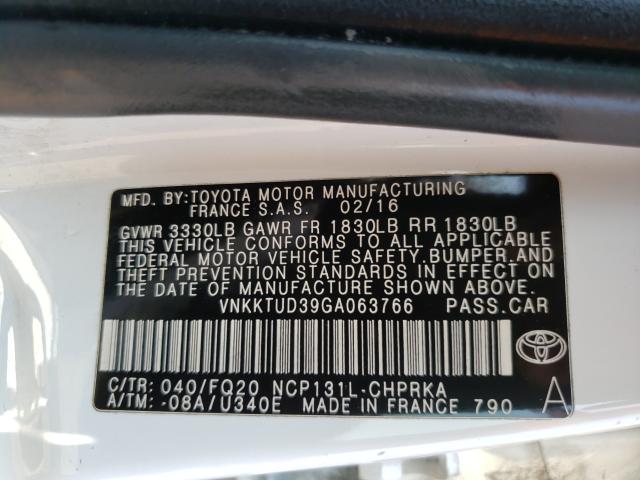 MFD. BY:TOYOTA MOTOR MANUFACTURING
FRANCE S.A.S. 02/16
GVWR 3330LB GAWR FR 1830LB RR 1830LB
THIS VEHICLE CONFORMS TO ALL APPLICABLE
FEDERAL MOTOR VEHICLE SAFETY,BUMPER,AND
THEFT PREVENTION STANDARDS IN EFFECT ON
THE DATE OF MANUFACTURE SHOWN ABOVE.
VNKKTUD39GA063766 PASS.CAR
C/TR: 040/FQ20 NCP131L-CHPRKA
A/TM: -08A/U340E MADE IN FRANCE 790
A